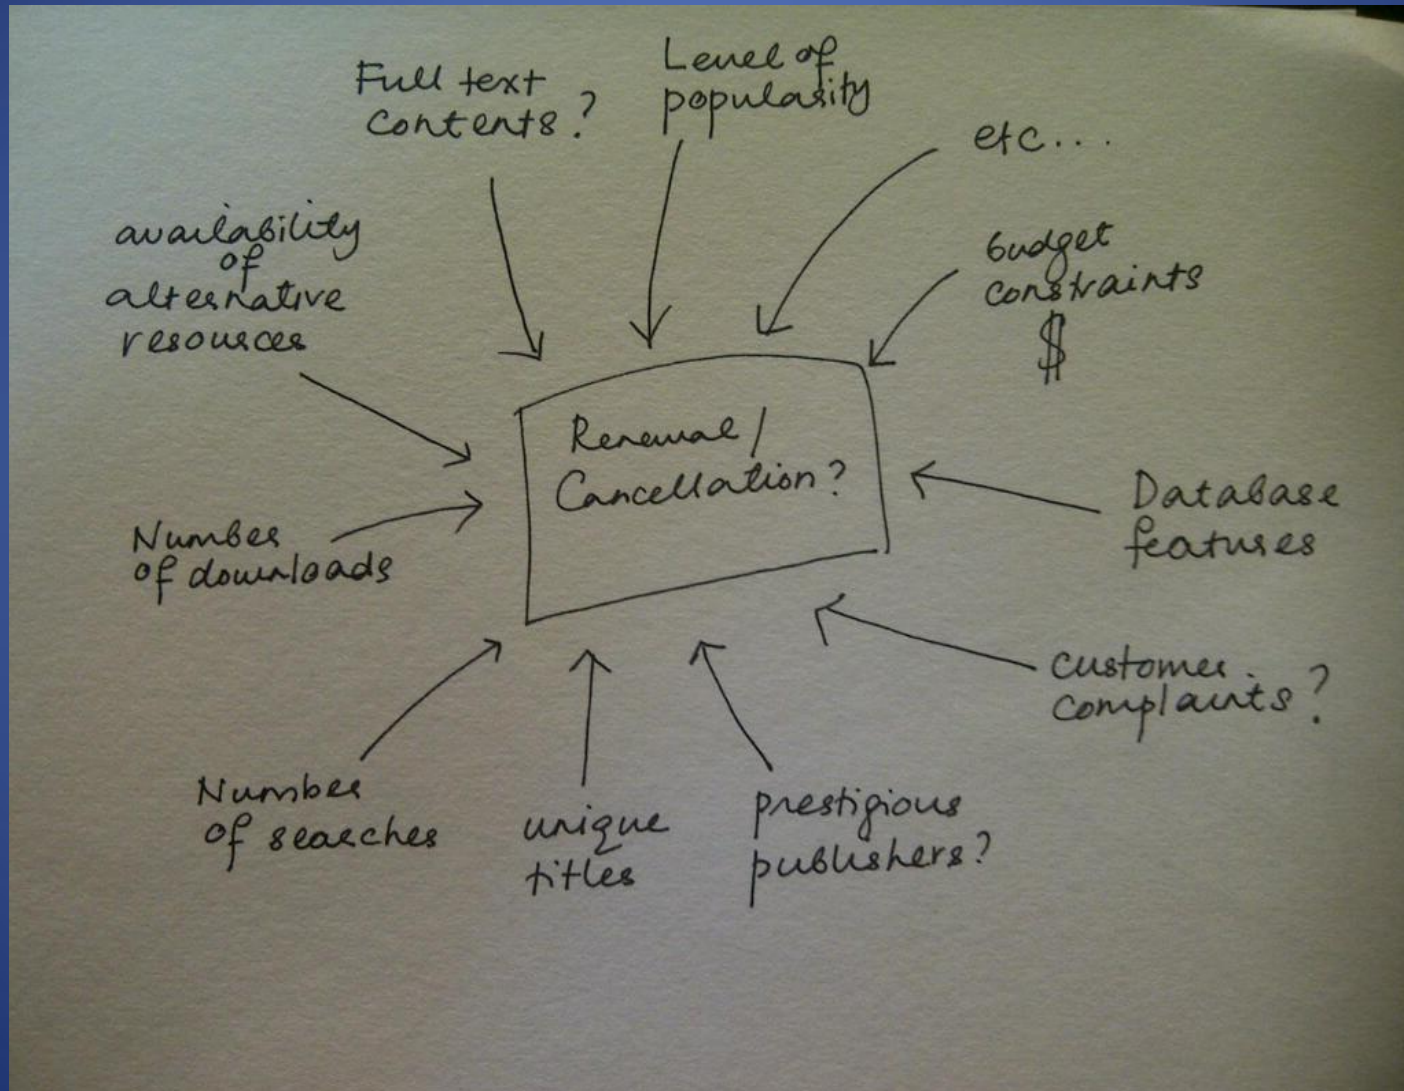 Full text
contents?
Level of
popularity
etc...
budget
constraints
$
availability
of
alternative
resources
Renewal /
Cancellation?
Database
features
Number
of downloads
customer
complaints?
Number
of searches
unique
titles
prestigious
publishers?